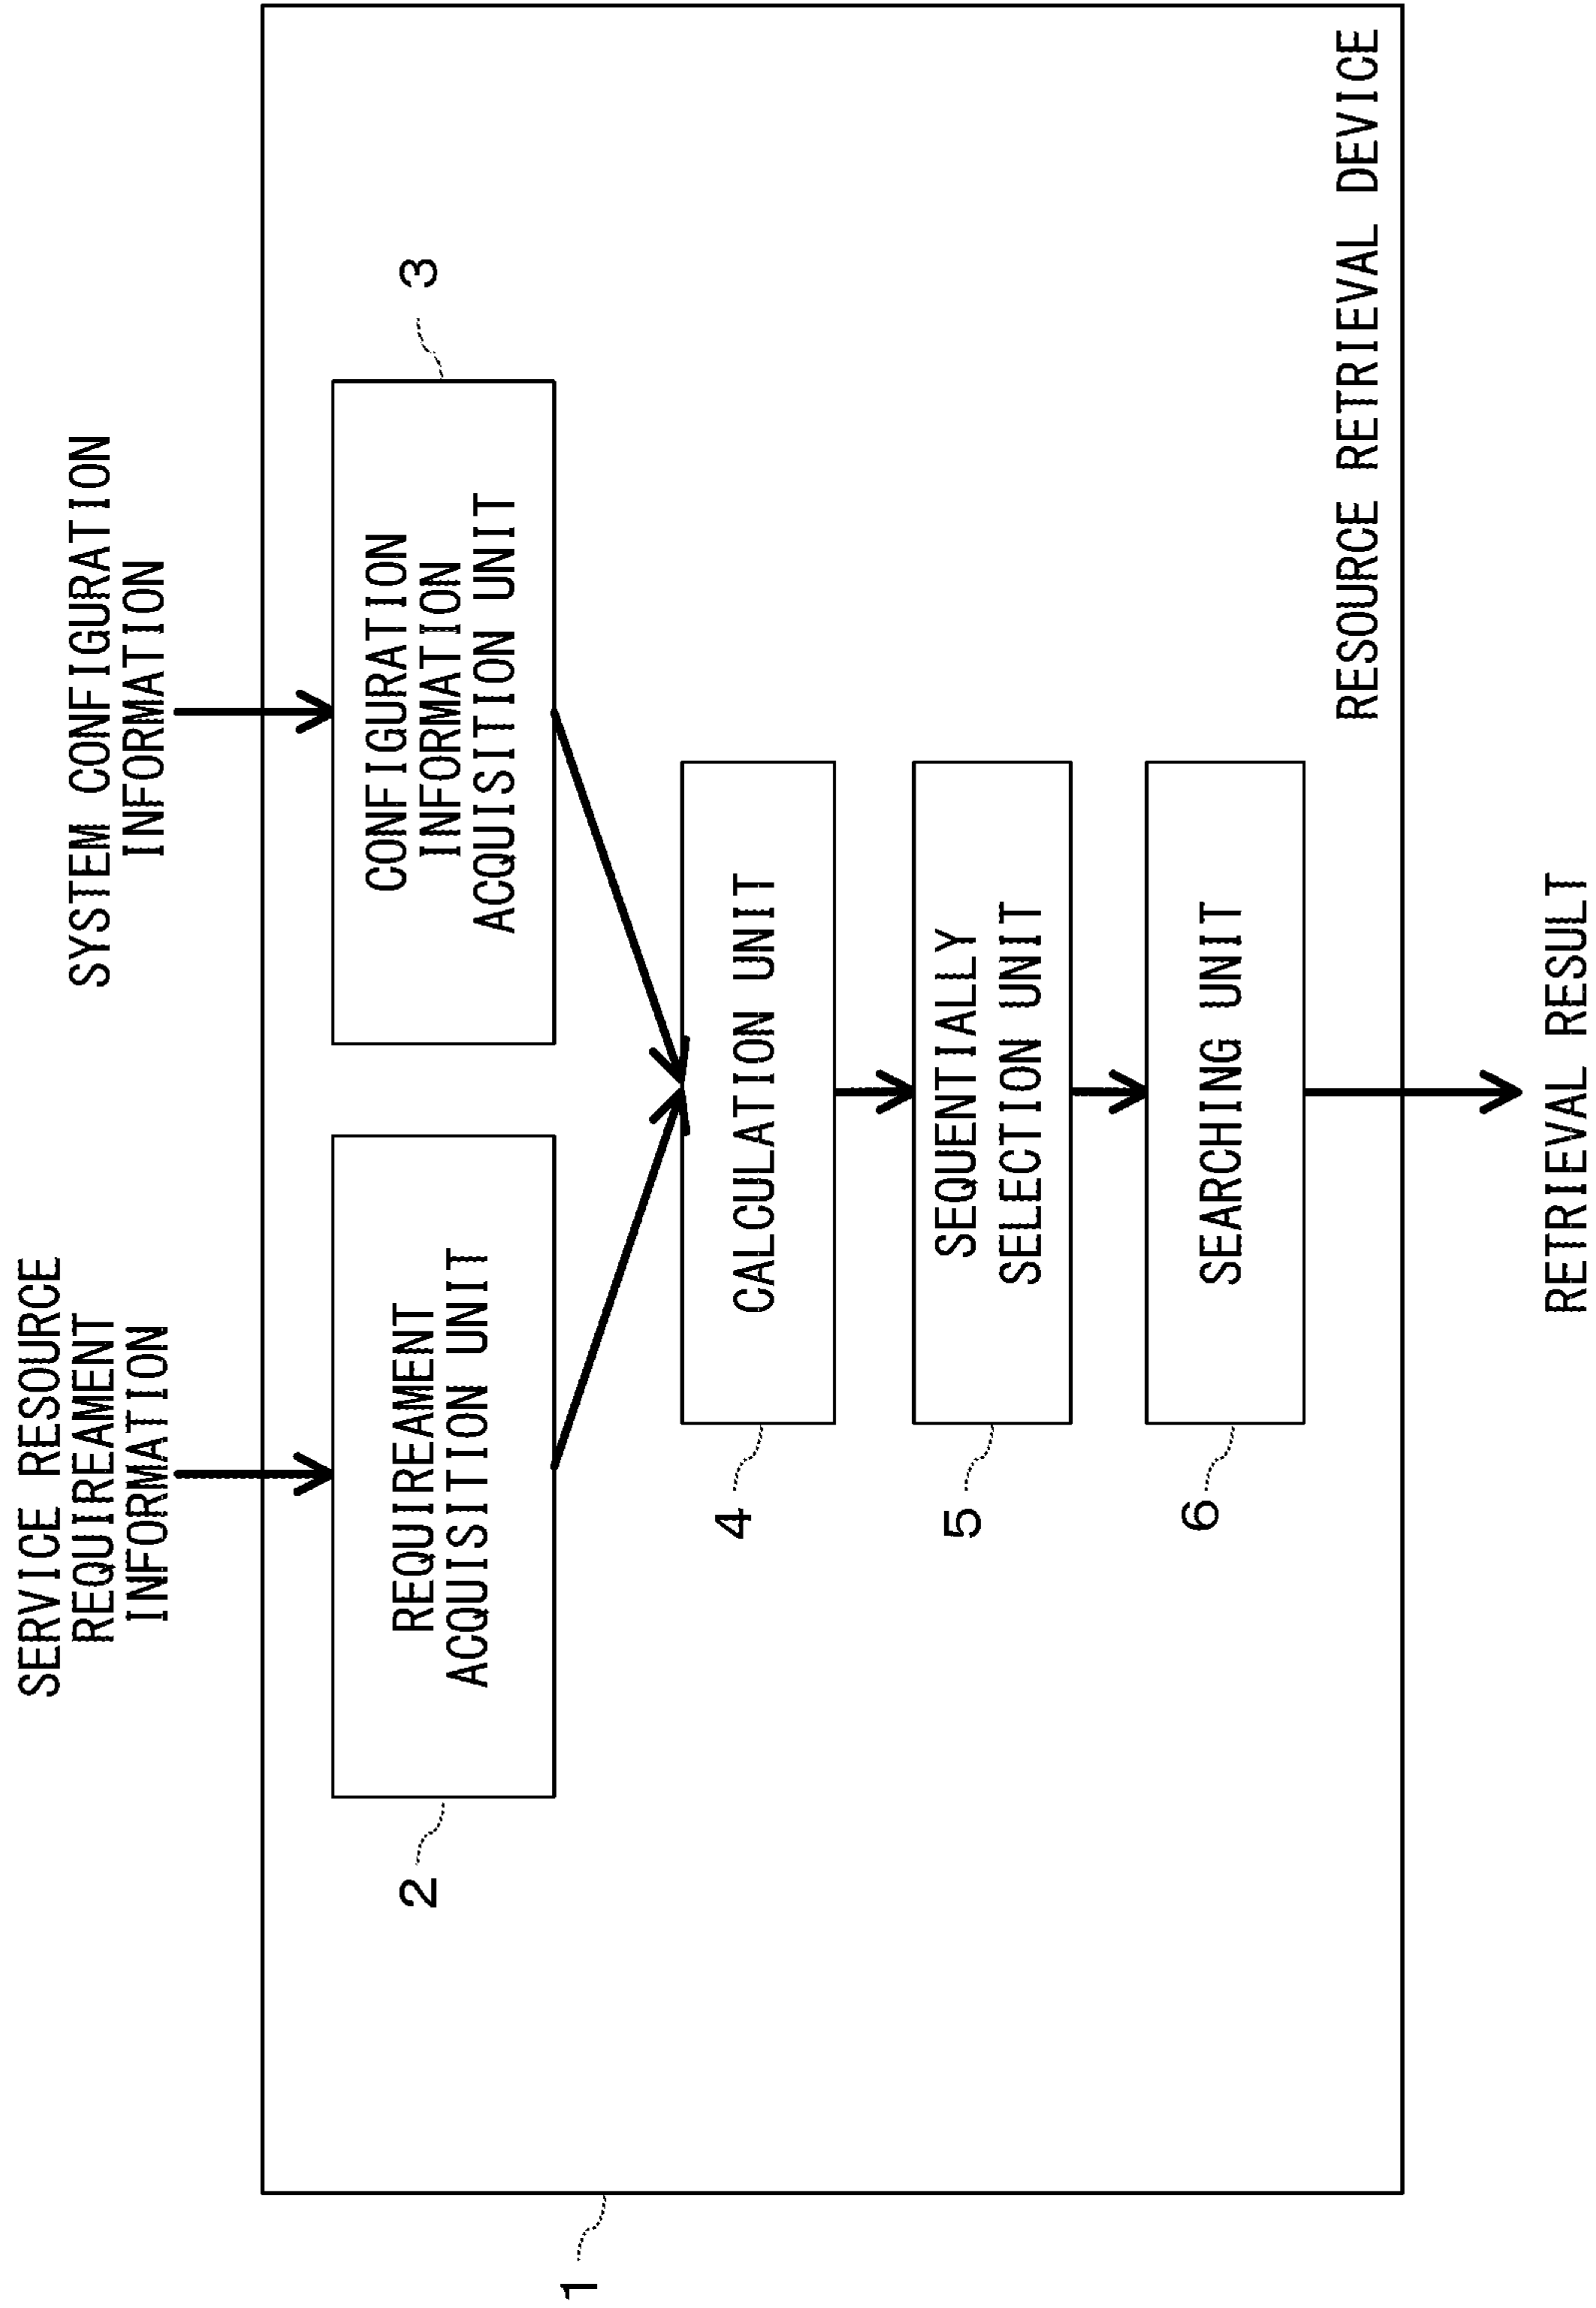 SERVICE RESOURCE
REQUIREAMENT
INFORMATION
SYSTEM CONFIGURATION
INFORMATION
1
2
REQUIREAMENT
ACQUISITION UNIT
CONFIGURATION
INFORMATION
ACQUISITION UNIT
3
4
CALCULATION UNIT
5
SEQUENTIALLY
SELECTION UNIT
6
SEARCHING UNIT
RESOURCE RETRIEVAL DEVICE
RETRIEVAL RESULT